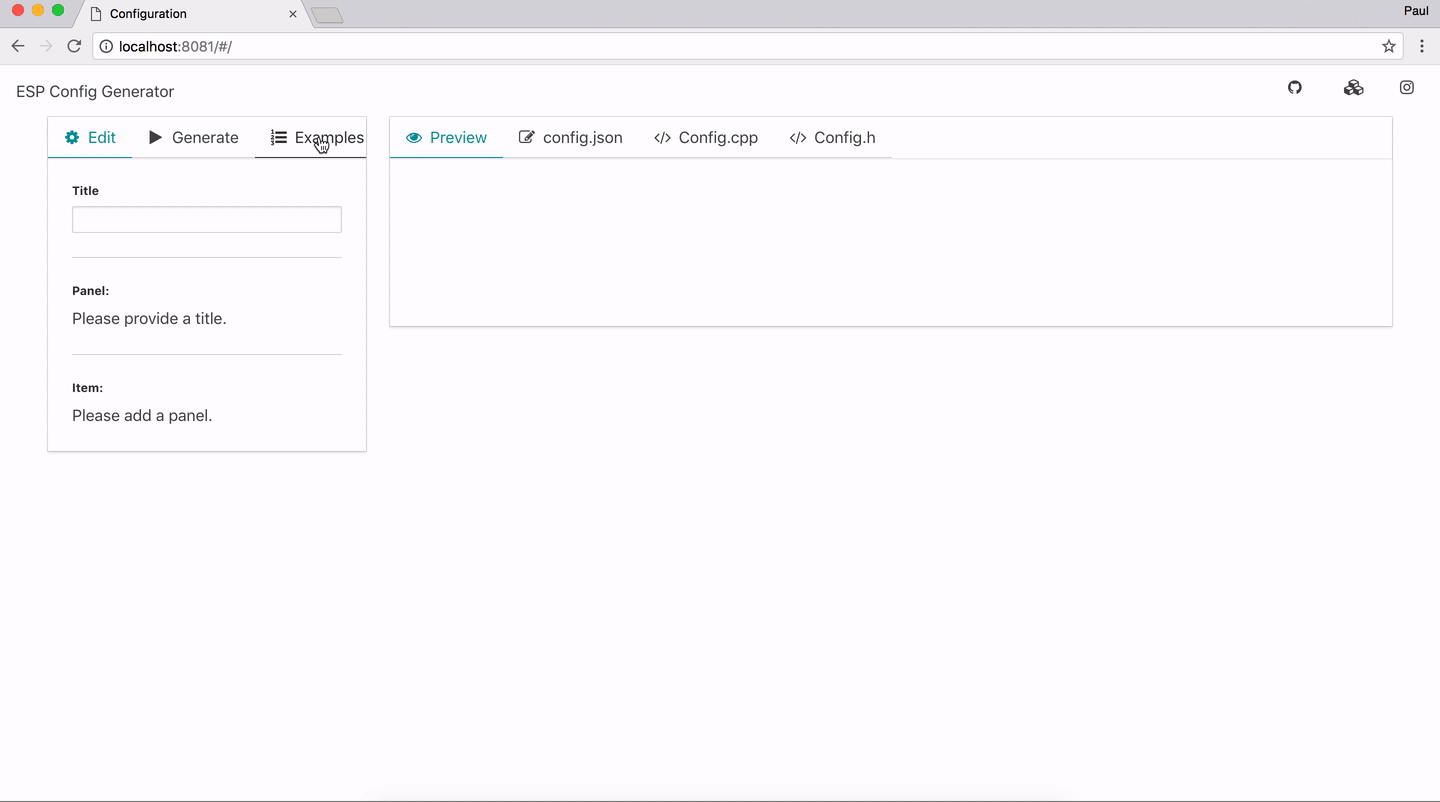 Configuration
Paul
localhost:8081/#/
ESP Config Generator
Edit Generate Examples
Preview config.json Config.cpp Config.h
Title
Panel:
Please provide a title.
Item:
Please add a panel.